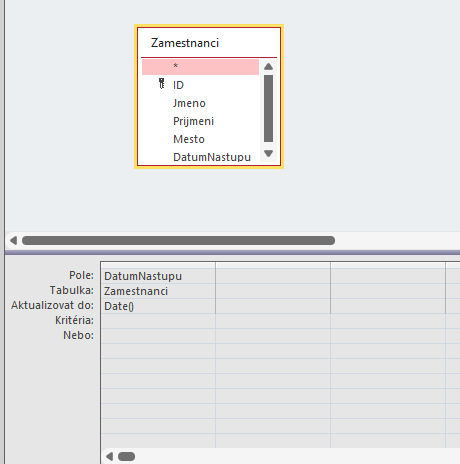 Zamestnanci
*
ID
Jmeno
Prijmeni
Mesto
DatumNastupu
Pole: DatumNastupu
Tabulka: Zamestnanci
Aktualizovat do: Date()
Kritéria:
Nebo: